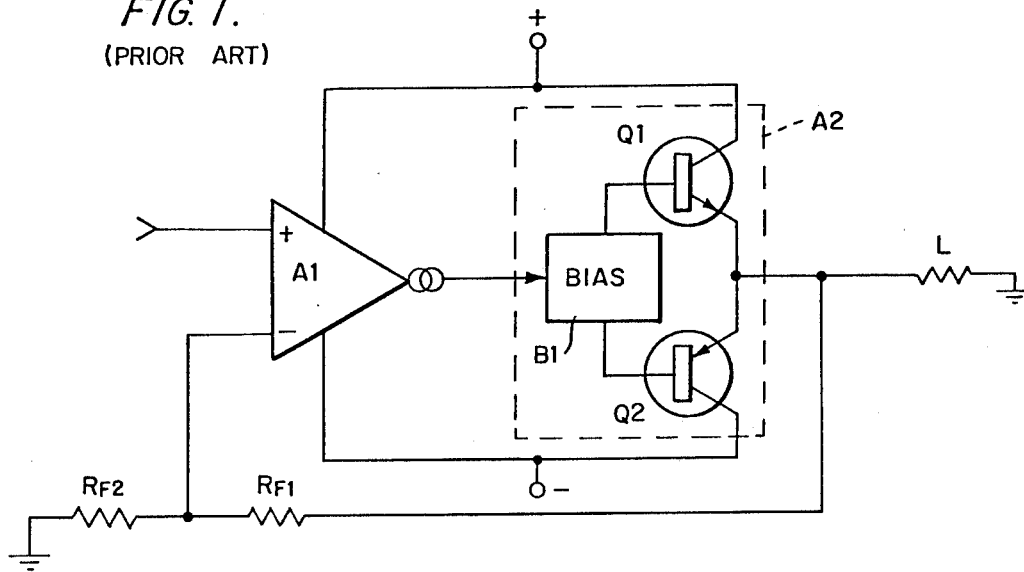 FIG. 1.
(PRIOR ART)
+
A2
Q1
+
A1
BIAS
L
−
B1
Q2
−
RF2
RF1